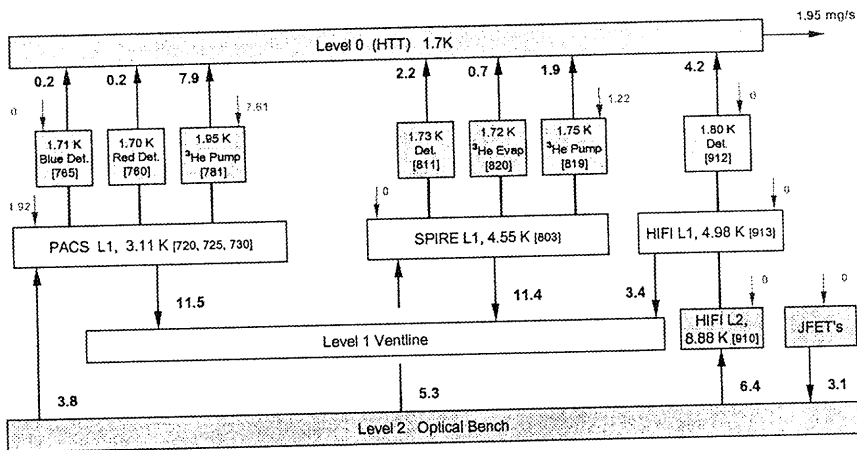 1.95 mg/s
Level 0 (HTT) 1.7K
0.2
0.2
7.9
2.2
0.7
1.9
4.2
0
7.61
1.22
0
1.71 K
Blue Det.
[765]
1.70 K
Red Det.
[760]
1.95 K
³He Pump
[781]
1.73 K
Det.
[811]
1.72 K
³He Evap
[820]
1.75 K
³He Pump
[819]
1.80 K
Det.
[912]
0
0
PACS L1, 3.11 K [720, 725, 730]
SPIRE L1, 4.55 K [803]
HIFI L1, 4.98 K [913]
11.5
11.4
3.4
0
0
Level 1 Ventline
HIFI L2,
8.88 K [910]
JFET's
3.8
5.3
6.4
3.1
Level 2 Optical Bench